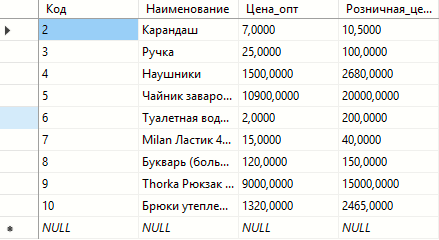 Код Наименование Цена_опт Розничная_це...
2 Карандаш 7,0000 10,5000
3 Ручка 25,0000 100,0000
4 Наушники 1500,0000 2680,0000
5 Чайник заваро... 10900,0000 20000,0000
6 Туалетная вод... 2,0000 200,0000
7 Milan Ластик 4... 15,0000 40,0000
8 Букварь (боль... 120,0000 150,0000
9 Thorka Рюкзак ... 9000,0000 15000,0000
10 Брюки утепле... 1320,0000 2465,0000
NULL NULL NULL NULL